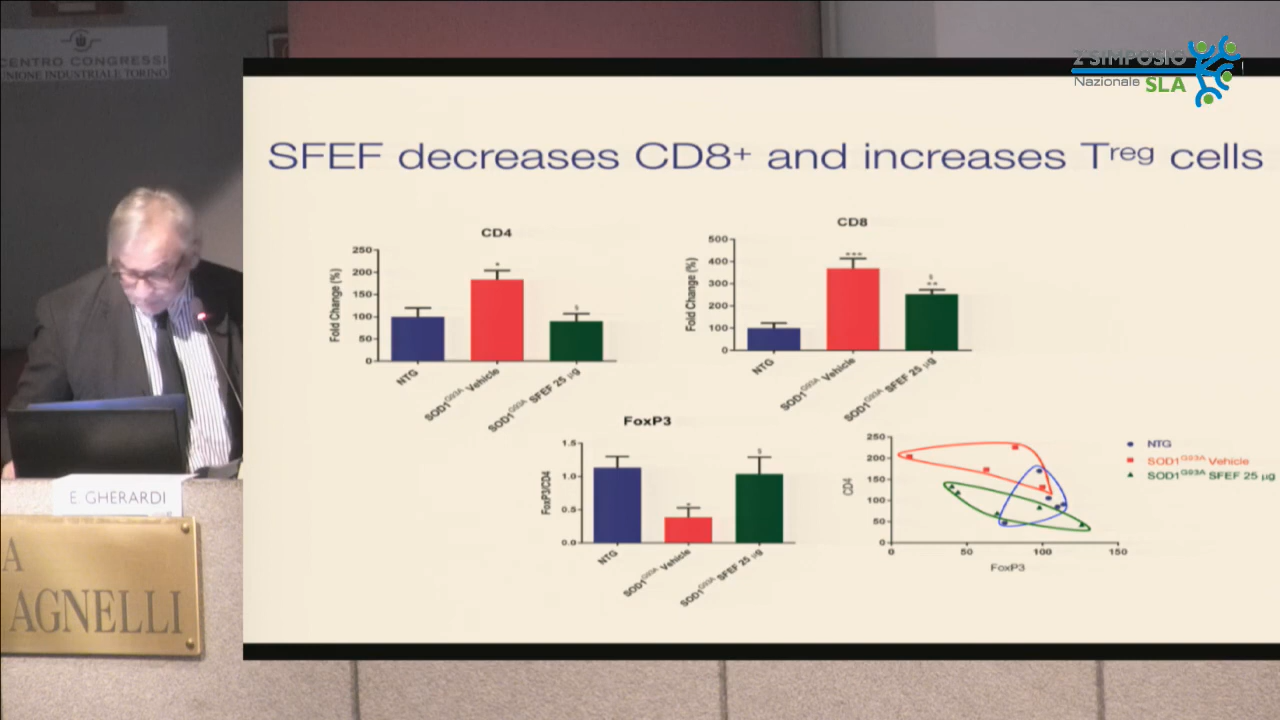 CENTRO CONGRESSI
UNIONE INDUSTRIALE TORINO
2°SIMPOSIO
Nazionale SLA
SFEF decreases CD8+ and increases Treg cells
CD4
250
200
150
100
50
0
Fold Change (%)
*
§
NTG
SOD1G93A Vehicle
SOD1G93A SFEF 25 µg
CD8
500
400
300
200
100
0
Fold Change (%)
***
§
**
NTG
SOD1G93A Vehicle
SOD1G93A SFEF 25 µg
FoxP3
1.5
1.0
0.5
0.0
FoxP3/CD4
*
§
NTG
SOD1G93A Vehicle
SOD1G93A SFEF 25 µg
250
200
150
100
50
0
CD4
0 50 100 150
FoxP3
NTG
SOD1G93A Vehicle
SOD1G93A SFEF 25 µg
E. GHERARDI
A
AGNELLI